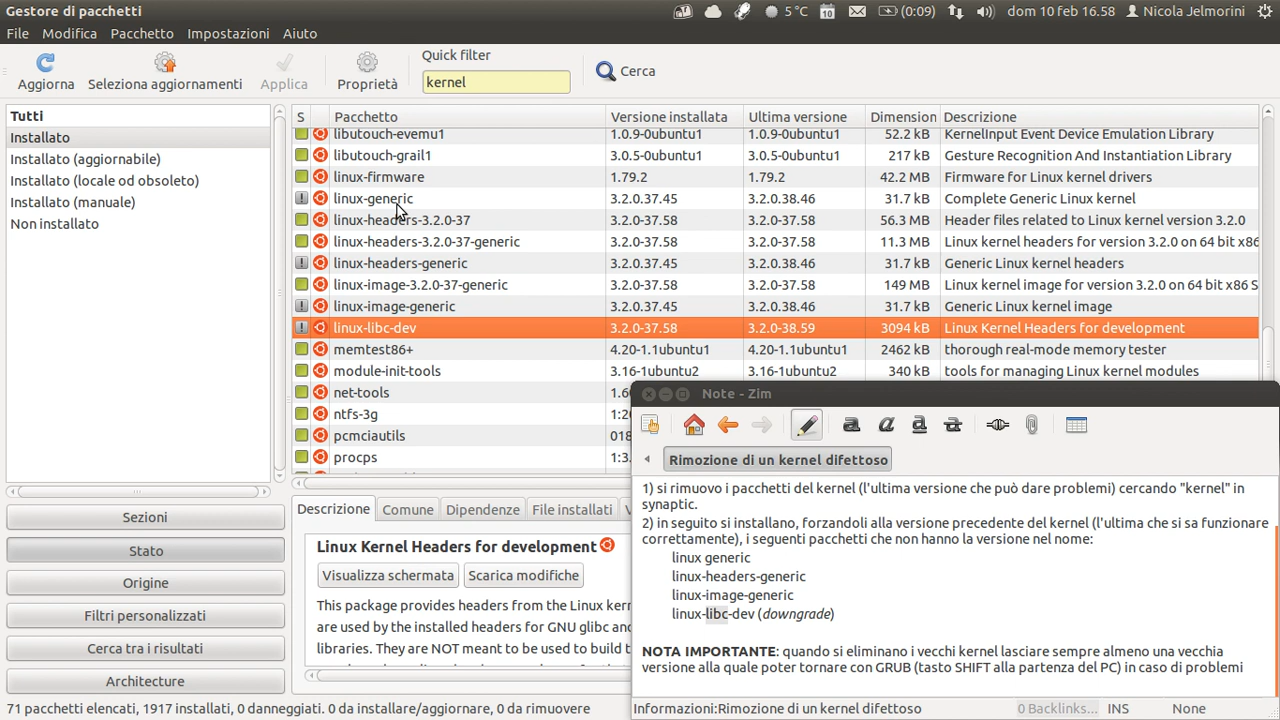 Gestore di pacchetti
5 °C
(0:09)
dom 10 feb 16.58
Nicola Jelmorini
File Modifica Pacchetto Impostazioni Aiuto
Aggiorna
Seleziona aggiornamenti
Applica
Proprietà
Quick filter
kernel
Cerca
Tutti
Installato
Installato (aggiornabile)
Installato (locale od obsoleto)
Installato (manuale)
Non installato
S Pacchetto Versione installata Ultima versione Dimension Descrizione
libutouch-evemu1 1.0.9-0ubuntu1 1.0.9-0ubuntu1 52.2 kB KernelInput Event Device Emulation Library
libutouch-grail1 3.0.5-0ubuntu1 3.0.5-0ubuntu1 217 kB Gesture Recognition And Instantiation Library
linux-firmware 1.79.2 1.79.2 42.2 MB Firmware for Linux kernel drivers
linux-generic 3.2.0.37.45 3.2.0.38.46 31.7 kB Complete Generic Linux kernel
linux-headers-3.2.0-37 3.2.0-37.58 3.2.0-37.58 56.3 MB Header files related to Linux kernel version 3.2.0
linux-headers-3.2.0-37-generic 3.2.0-37.58 3.2.0-37.58 11.3 MB Linux kernel headers for version 3.2.0 on 64 bit x86
linux-headers-generic 3.2.0.37.45 3.2.0.38.46 31.7 kB Generic Linux kernel headers
linux-image-3.2.0-37-generic 3.2.0-37.58 3.2.0-37.58 149 MB Linux kernel image for version 3.2.0 on 64 bit x86 S
linux-image-generic 3.2.0.37.45 3.2.0.38.46 31.7 kB Generic Linux kernel image
linux-libc-dev 3.2.0-37.58 3.2.0-38.59 3094 kB Linux Kernel Headers for development
memtest86+ 4.20-1.1ubuntu1 4.20-1.1ubuntu1 2462 kB thorough real-mode memory tester
module-init-tools 3.16-1ubuntu2 3.16-1ubuntu2 340 kB tools for managing Linux kernel modules
net-tools 1.6
ntfs-3g 1:20
pcmciautils 018
procps 1:3.
Sezioni
Stato
Origine
Filtri personalizzati
Cerca tra i risultati
Architetture
Descrizione Comune Dipendenze File installati V
Linux Kernel Headers for development
Visualizza schermata Scarica modifiche
This package provides headers from the Linux kern
are used by the installed headers for GNU glibc and
libraries. They are NOT meant to be used to build t
71 pacchetti elencati, 1917 installati, 0 danneggati. 0 da installare/aggiornare, 0 da rimuovere
Note - Zim
Rimozione di un kernel difettoso
1) si rimuovo i pacchetti del kernel (l'ultima versione che può dare problemi) cercando "kernel" in
synaptic.
2) in seguito si installano, forzandoli alla versione precedente del kernel (l'ultima che si sa funzionare
correttamente), i seguenti pacchetti che non hanno la versione nel nome:
linux generic
linux-headers-generic
linux-image-generic
linux-libc-dev (downgrade)
NOTA IMPORTANTE: quando si eliminano i vecchi kernel lasciare sempre almeno una vecchia
versione alla quale poter tornare con GRUB (tasto SHIFT alla partenza del PC) in caso di problemi
Informazioni:Rimozione di un kernel difettoso
0 Backlinks...
INS
None